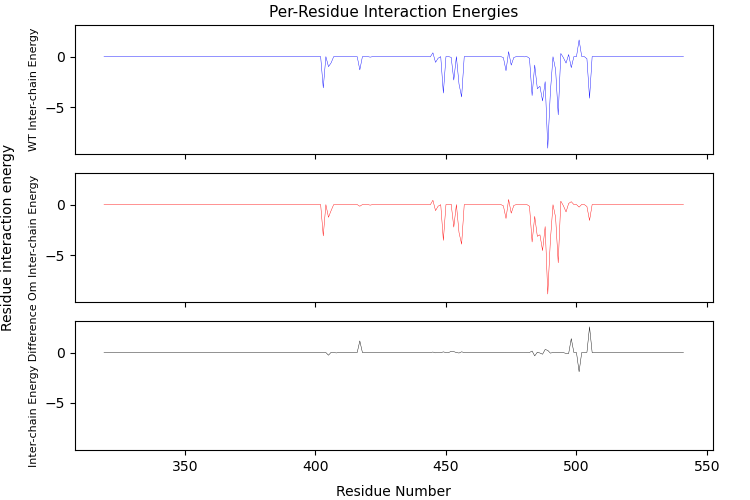 Per-Residue Interaction Energies
Residue interaction energy
WT Inter-chain Energy
0
−5
Om Inter-chain Energy
0
−5
Inter-chain Energy Difference
0
−5
350
400
450
500
550
Residue Number